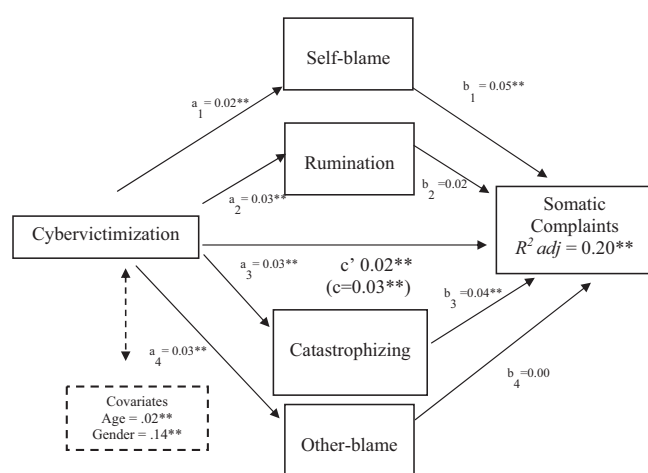 Self-blame
a1 = 0.02**
b1 = 0.05**
Rumination
a2 = 0.03**
b2 =0.02
Somatic
Complaints
R² adj = 0.20**
Cybervictimization
a3 = 0.03**
c' 0.02**
(c=0.03**)
b3 =0.04**
a4 = 0.03**
Catastrophizing
b4 =0.00
Covariates
Age = .02**
Gender = .14**
Other-blame